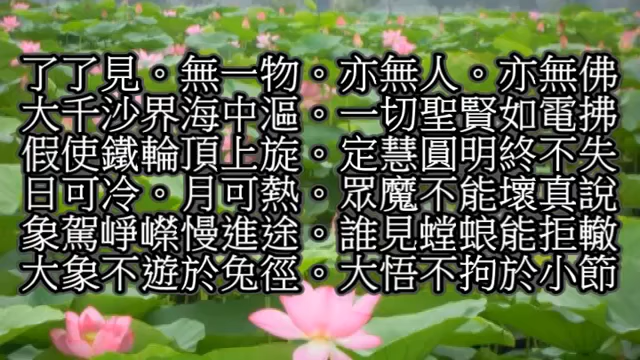 了了見。無一物。亦無人。亦無佛
大千沙界海中漚。一切聖賢如電拂
假使鐵輪頂上旋。定慧圓明終不失
日可冷。月可熱。眾魔不能壞真說
象駕崢嶸慢進途。誰見螳蜋能拒轍
大象不遊於兔徑。大悟不拘於小節